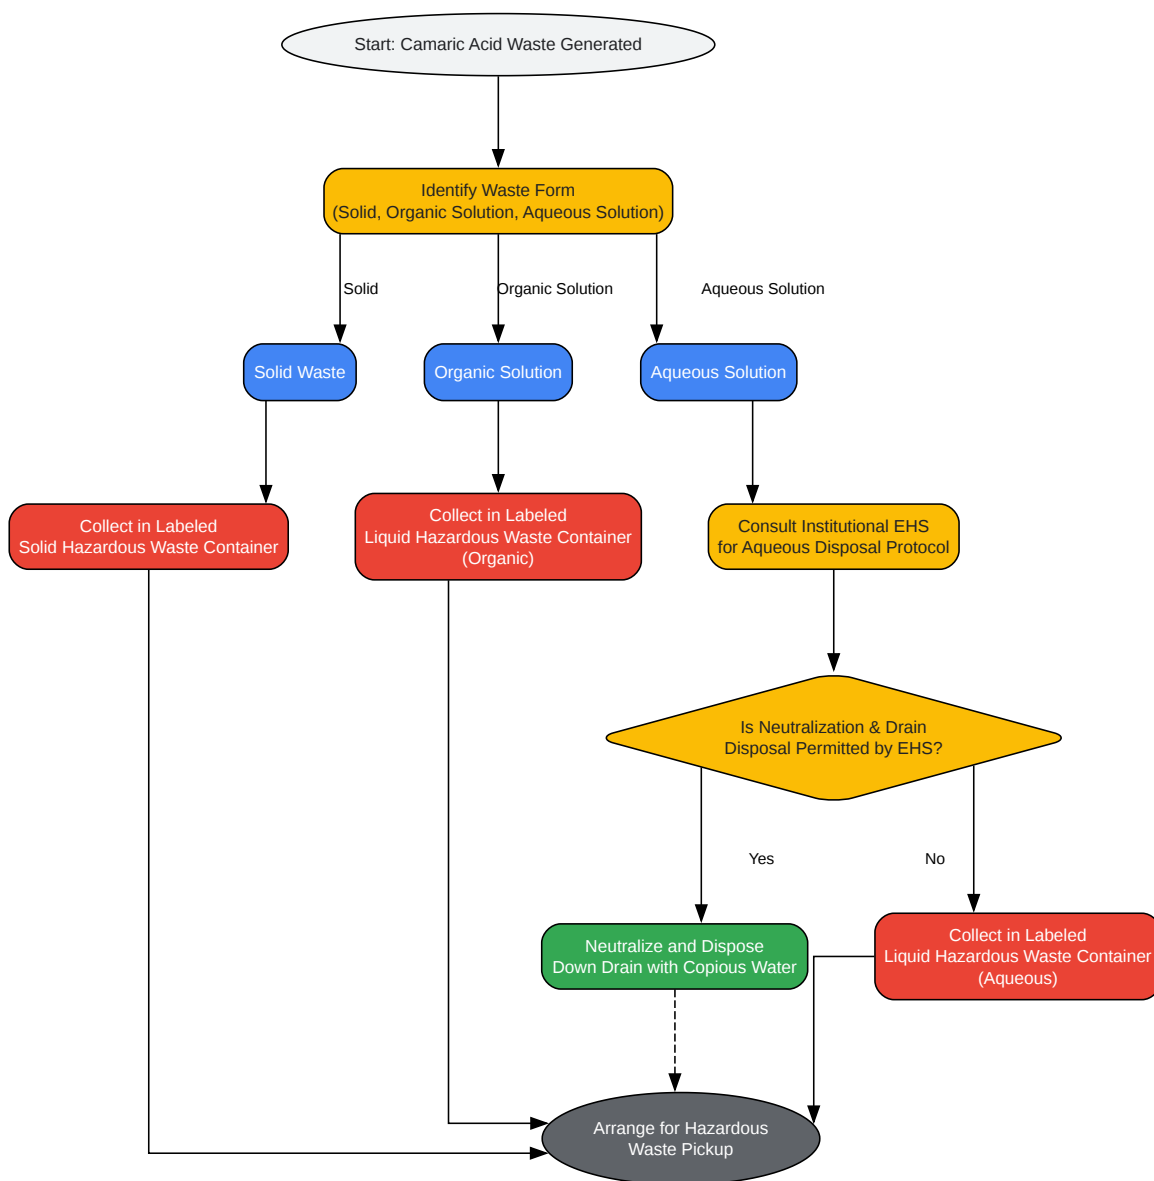 Start: Camaric Acid Waste Generated
Identify Waste Form
(Solid, Organic Solution, Aqueous Solution)
Solid
Organic Solution
Aqueous Solution
Solid Waste
Organic Solution
Aqueous Solution
Collect in Labeled
Solid Hazardous Waste Container
Collect in Labeled
Liquid Hazardous Waste Container
(Organic)
Consult Institutional EHS
for Aqueous Disposal Protocol
Is Neutralization & Drain
Disposal Permitted by EHS?
Yes
No
Neutralize and Dispose
Down Drain with Copious Water
Collect in Labeled
Liquid Hazardous Waste Container
(Aqueous)
Arrange for Hazardous
Waste Pickup